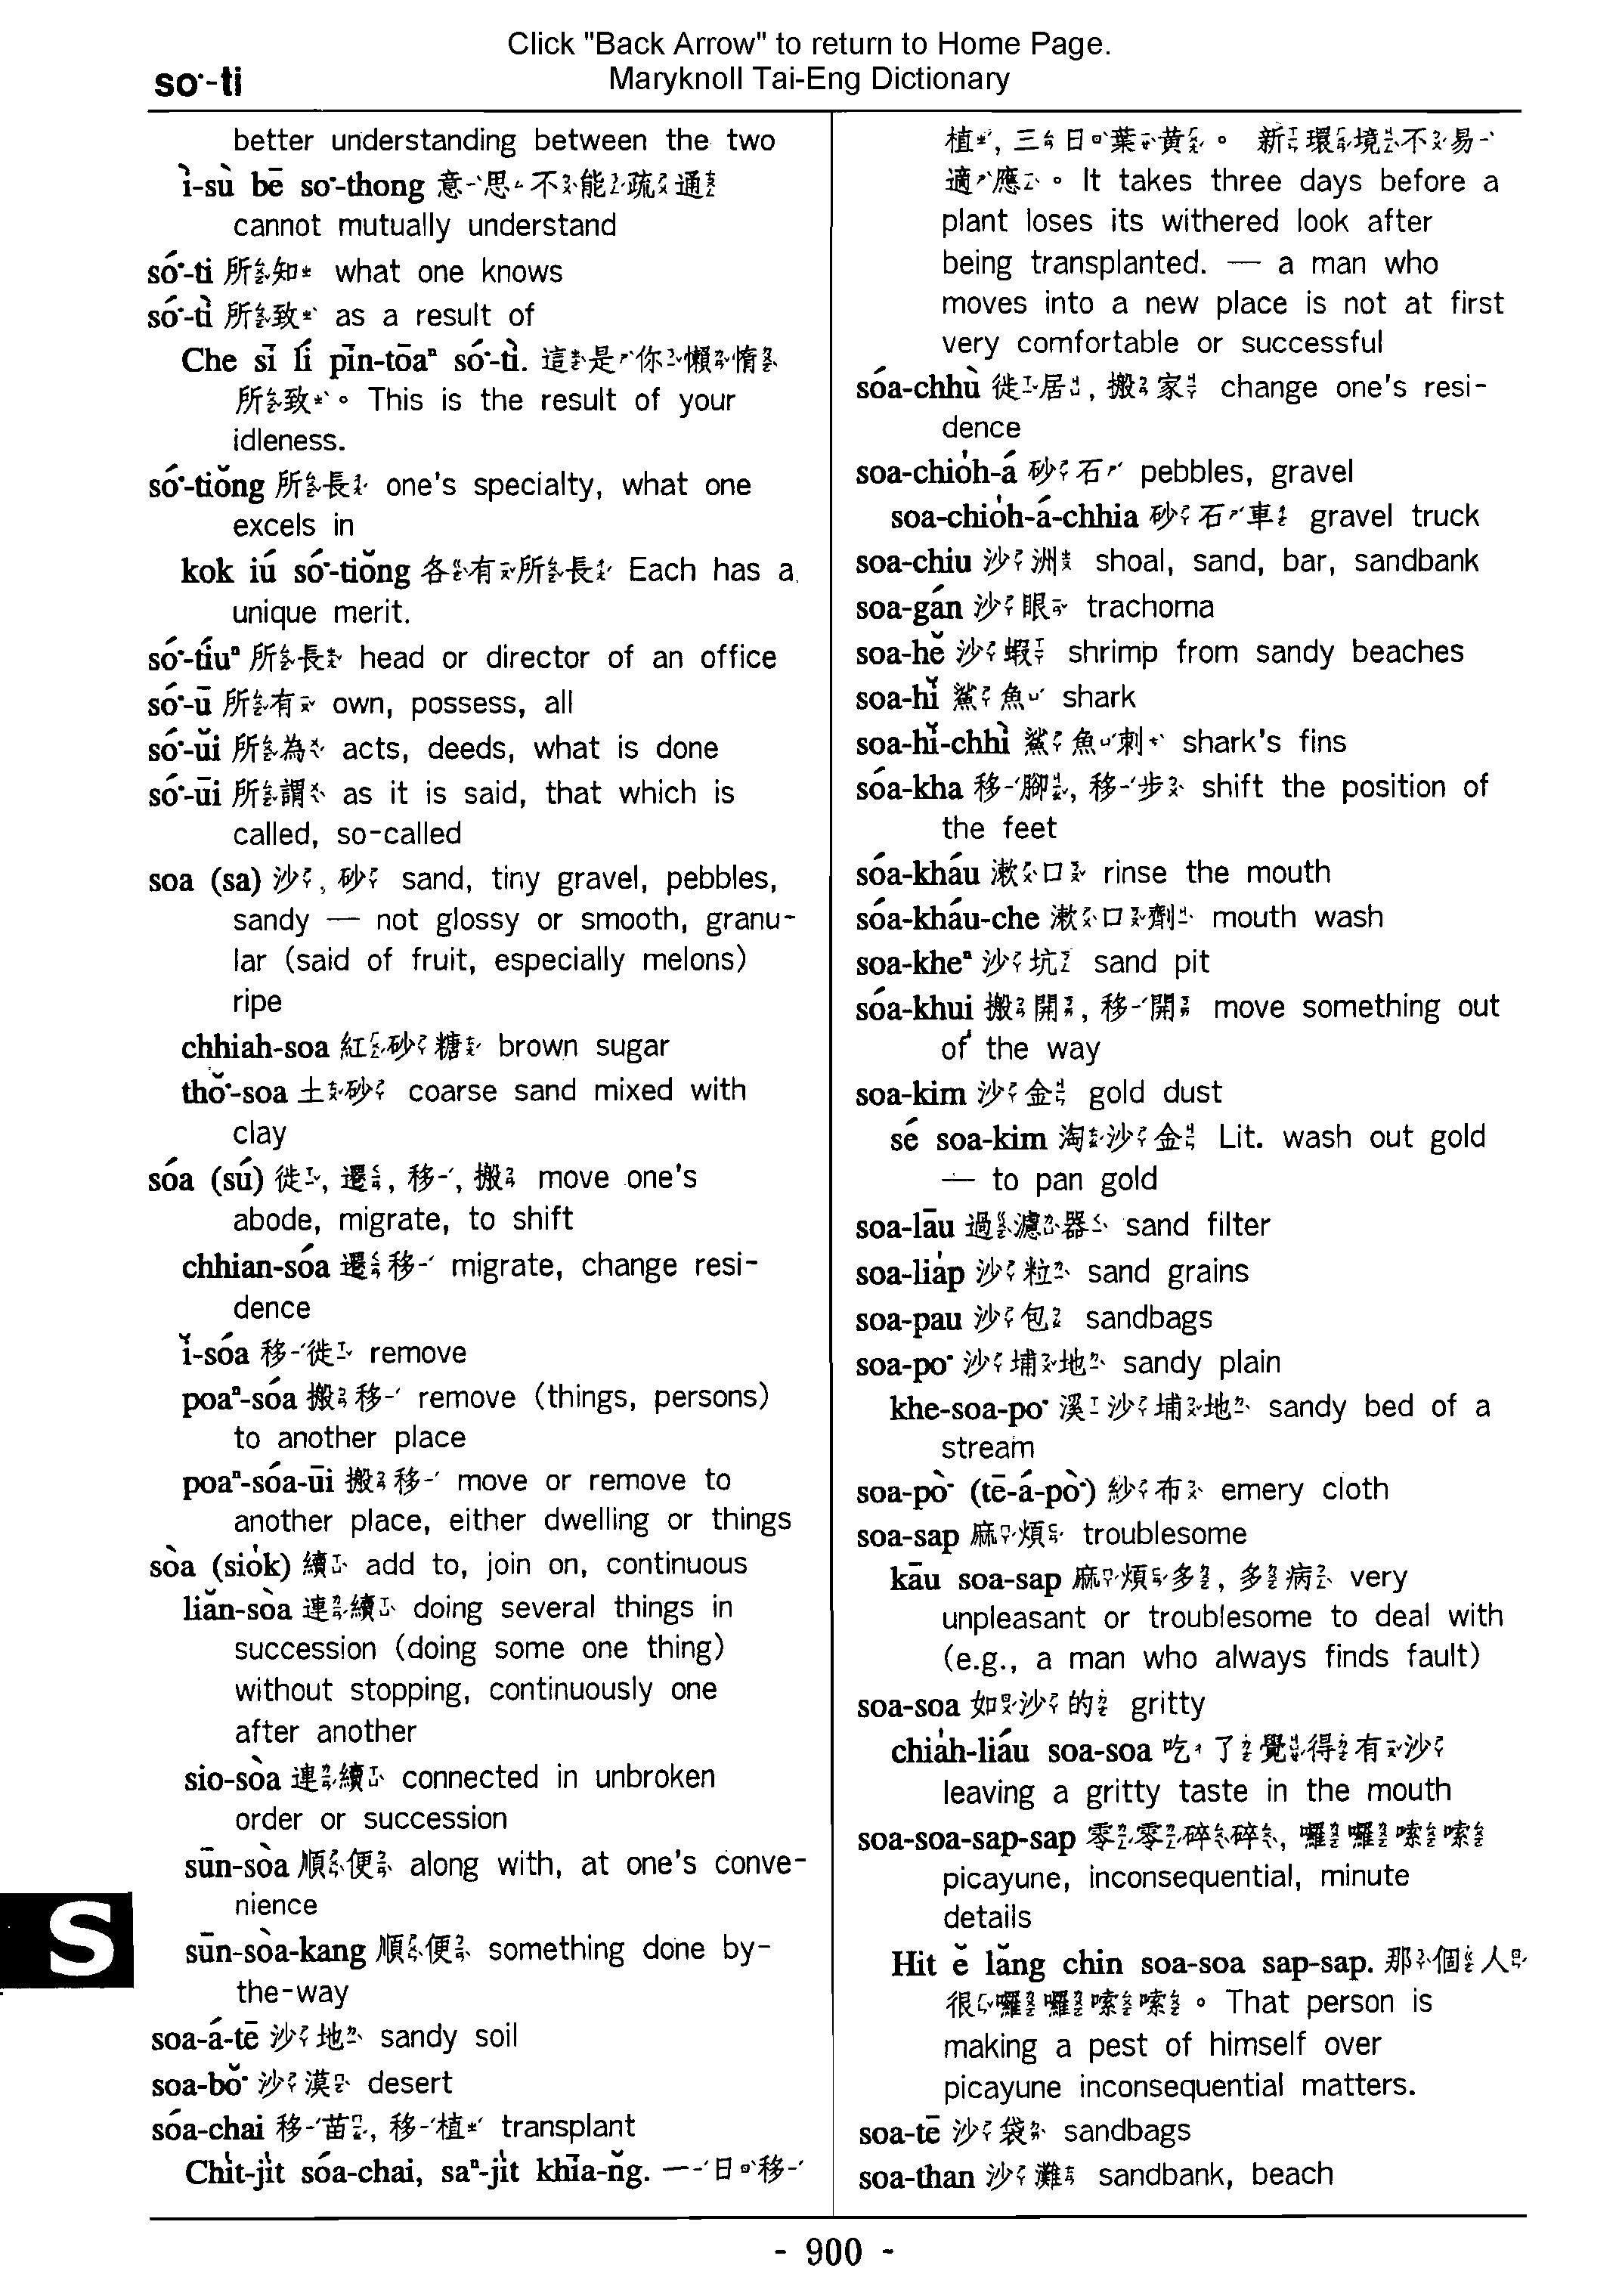 Click "Back Arrow" to return to Home Page.
Maryknoll Tai-Eng Dictionary
so͘-ti
better understanding between the two
ì-sù bē so͘-thong 意思不能疏通
cannot mutually understand
só͘-ti 所知 what one knows
só͘-tì 所致 as a result of
Che sī lí pīn-tōaⁿ só͘-tì. 這是你懶惰
所致。 This is the result of your
idleness.
só͘-tiŏng 所長 one's specialty, what one
excels in
kok iú só͘-tiŏng 各有所長 Each has a
unique merit.
só͘-tíuⁿ 所長 head or director of an office
só͘-ū 所有 own, possess, all
só͘-ŭi 所為 acts, deeds, what is done
só͘-ūi 所謂 as it is said, that which is
called, so-called
soa (sa) 沙, 砂 sand, tiny gravel, pebbles,
sandy — not glossy or smooth, granu-
lar (said of fruit, especially melons)
ripe
chhiah-soa 紅砂糖 brown sugar
thŏ͘-soa 土砂 coarse sand mixed with
clay
sóa (sú) 徙, 遷, 移, 搬 move one's
abode, migrate, to shift
chhian-sóa 遷移 migrate, change resi-
dence
ĭ-sóa 移徙 remove
poaⁿ-sóa 搬移 remove (things, persons)
to another place
poaⁿ-sóa-ūi 搬移 move or remove to
another place, either dwelling or things
sòa (sio̍k) 續 add to, join on, continuous
liăn-sòa 連續 doing several things in
succession (doing some one thing)
without stopping, continuously one
after another
sio-sòa 連續 connected in unbroken
order or succession
sūn-sòa 順便 along with, at one's conve-
nience
sūn-sòa-kang 順便 something done by-
the-way
soa-á-tē 沙地 sandy soil
soa-bŏ͘ 沙漠 desert
sóa-chai 移苗, 移植 transplant
Chi̍t-ji̍t sóa-chai, saⁿ-ji̍t khīa-n̆g. 一日移
植, 三日葉黄。 新環境不易
適應。 It takes three days before a
plant loses its withered look after
being transplanted. — a man who
moves into a new place is not at first
very comfortable or successful
sóa-chhù 徙居, 搬家 change one's resi-
dence
soa-chio̍h-á 砂石 pebbles, gravel
soa-chio̍h-á-chhia 砂石車 gravel truck
soa-chiu 沙洲 shoal, sand, bar, sandbank
soa-gán 沙眼 trachoma
soa-hĕ 沙蝦 shrimp from sandy beaches
soa-hĭ 鯊魚 shark
soa-hĭ-chhì 鯊魚刺 shark's fins
sóa-kha 移腳, 移步 shift the position of
the feet
sóa-kháu 漱口 rinse the mouth
sóa-kháu-che 漱口劑 mouth wash
soa-kheⁿ 沙坑 sand pit
sóa-khui 搬開, 移開 move something out
of the way
soa-kim 沙金 gold dust
sé soa-kim 淘沙金 Lit. wash out gold
— to pan gold
soa-lāu 過濾器 sand filter
soa-lia̍p 沙粒 sand grains
soa-pau 沙包 sandbags
soa-po͘ 沙埔地 sandy plain
khe-soa-po͘ 溪沙埔地 sandy bed of a
stream
soa-pò͘ (tē-á-pò͘) 紗布 emery cloth
soa-sap 麻煩 troublesome
kāu soa-sap 麻煩多, 多病 very
unpleasant or troublesome to deal with
(e.g., a man who always finds fault)
soa-soa 如沙的 gritty
chia̍h-liáu soa-soa 吃了覺得有沙
leaving a gritty taste in the mouth
soa-soa-sap-sap 零零碎碎, 囉囉嗦嗦
picayune, inconsequential, minute
details
Hit ĕ lăng chin soa-soa sap-sap. 那個人
很囉囉嗦嗦。 That person is
making a pest of himself over
picayune inconsequential matters.
soa-tē 沙袋 sandbags
soa-than 沙灘 sandbank, beach
S
- 900 -